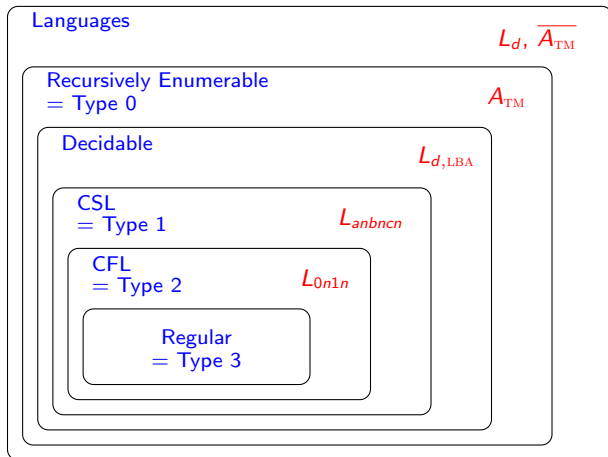 Languages
L_d, \overline{A_{TM}}
Recursively Enumerable
= Type 0
A_{TM}
Decidable
L_{d,LBA}
CSL
= Type 1
L_{anbncn}
CFL
= Type 2
L_{0n1n}
Regular
= Type 3